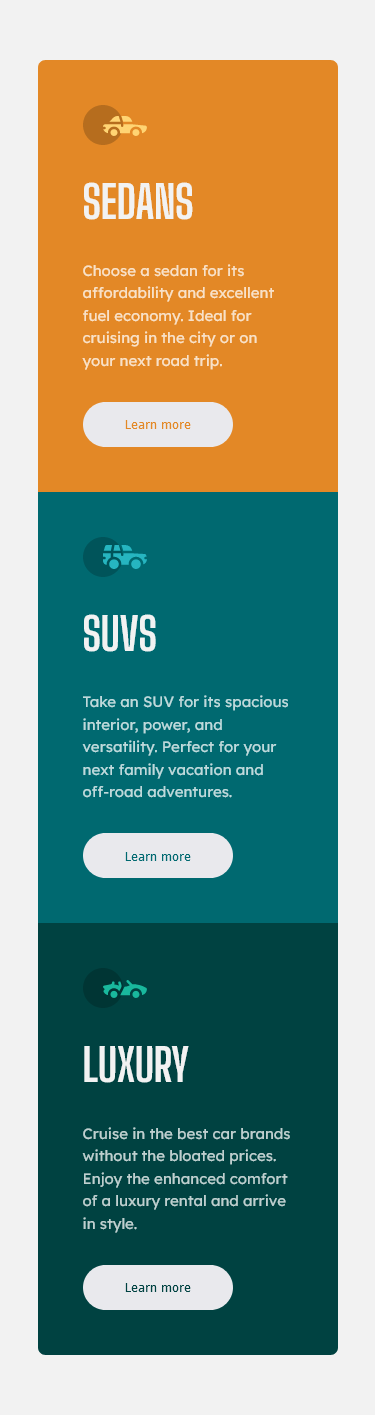 SEDANS
Choose a sedan for its
affordability and excellent
fuel economy. Ideal for
cruising in the city or on
your next road trip.
Learn more
SUVS
Take an SUV for its spacious
interior, power, and
versatility. Perfect for your
next family vacation and
off-road adventures.
Learn more
LUXURY
Cruise in the best car brands
without the bloated prices.
Enjoy the enhanced comfort
of a luxury rental and arrive
in style.
Learn more